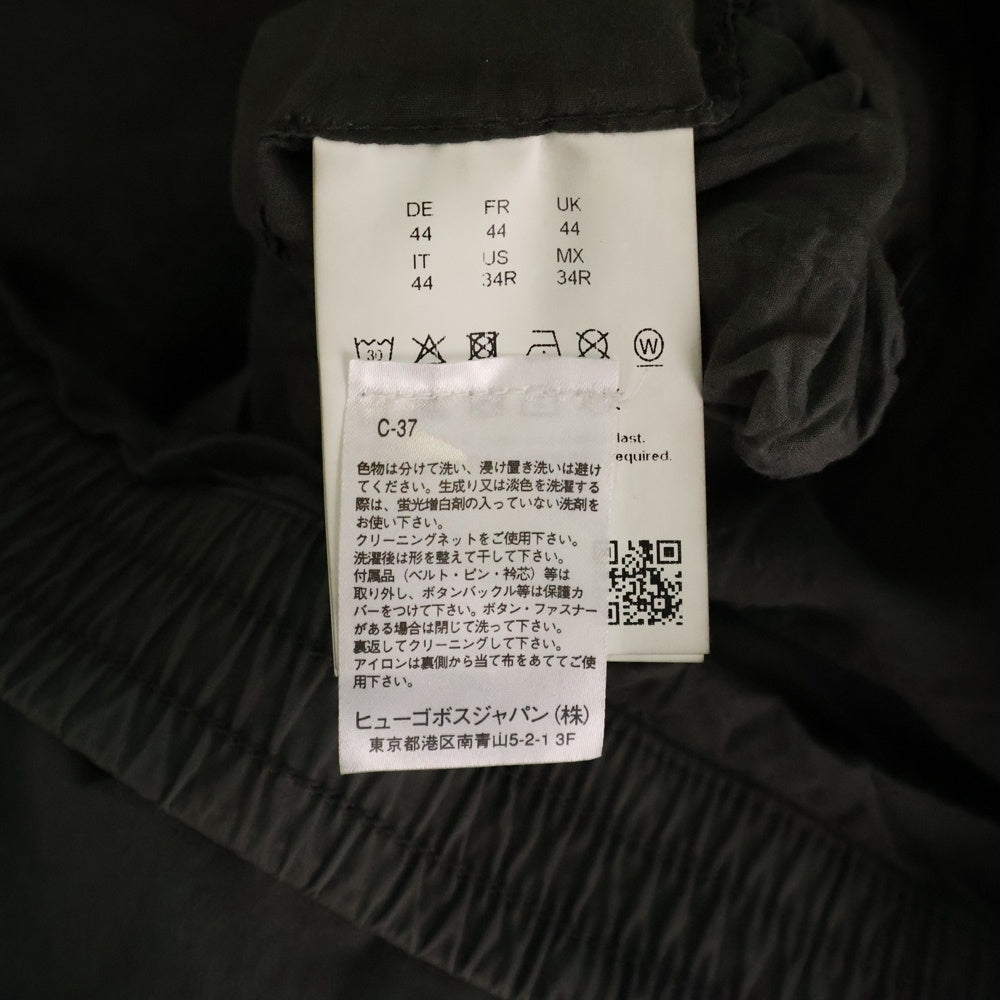 DE FR UK
44 44 44
IT US MX
44 34R 34R
30 W
last.
equired.
C-37
色物は分けて洗い、浸け置き洗いは避け
てください。生成り又は淡色を洗濯する
際は、蛍光増白剤の入っていない洗剤を
お使い下さい。
クリーニングネットをご使用下さい。
洗濯後は形を整えて干して下さい。
付属品（ベルト・ピン・衿芯）等は
取り外し、ボタンバックル等は保護カ
バーをつけて下さい。ボタン・ファスナー
がある場合は閉じて洗って下さい。
裏返してクリーニングして下さい。
アイロンは裏側から当て布をあててご使
用下さい。
ヒューゴボスジャパン（株）
東京都港区南青山5-2-1 3F